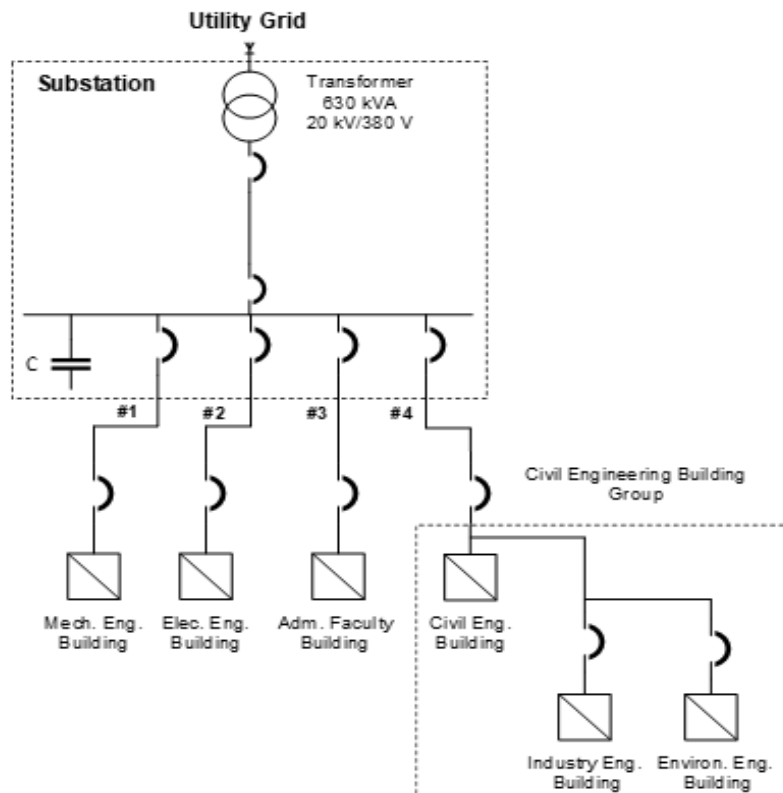 Utility Grid
Substation
Transformer
630 kVA
20 kV/380 V
C
#1
#2
#3
#4
Civil Engineering Building
Group
Mech. Eng.
Building
Elec. Eng.
Building
Adm. Faculty
Building
Civil Eng.
Building
Industry Eng.
Building
Environ. Eng.
Building